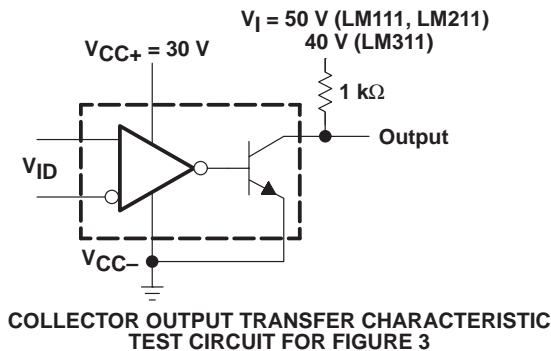 V_I = 50 V (LM111, LM211)
40 V (LM311)
V_CC+ = 30 V
1 kΩ
Output
V_ID
V_CC–
COLLECTOR OUTPUT TRANSFER CHARACTERISTIC
TEST CIRCUIT FOR FIGURE 3